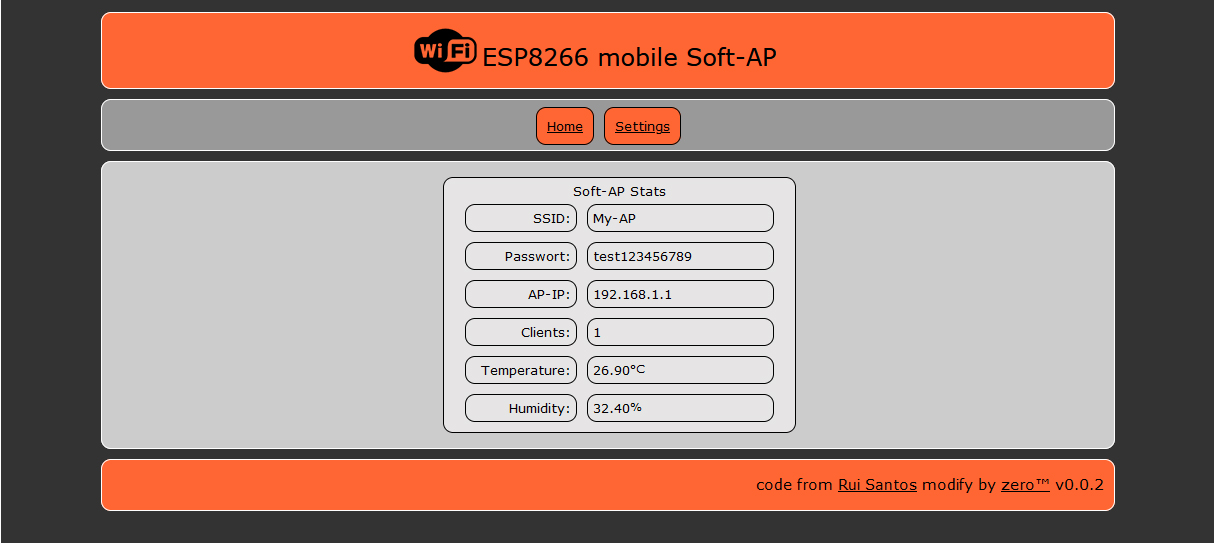 Wi Fi ESP8266 mobile Soft-AP
Home Settings
Soft-AP Stats
SSID: My-AP
Passwort: test123456789
AP-IP: 192.168.1.1
Clients: 1
Temperature: 26.90°C
Humidity: 32.40%
code from Rui Santos modify by zero™ v0.0.2